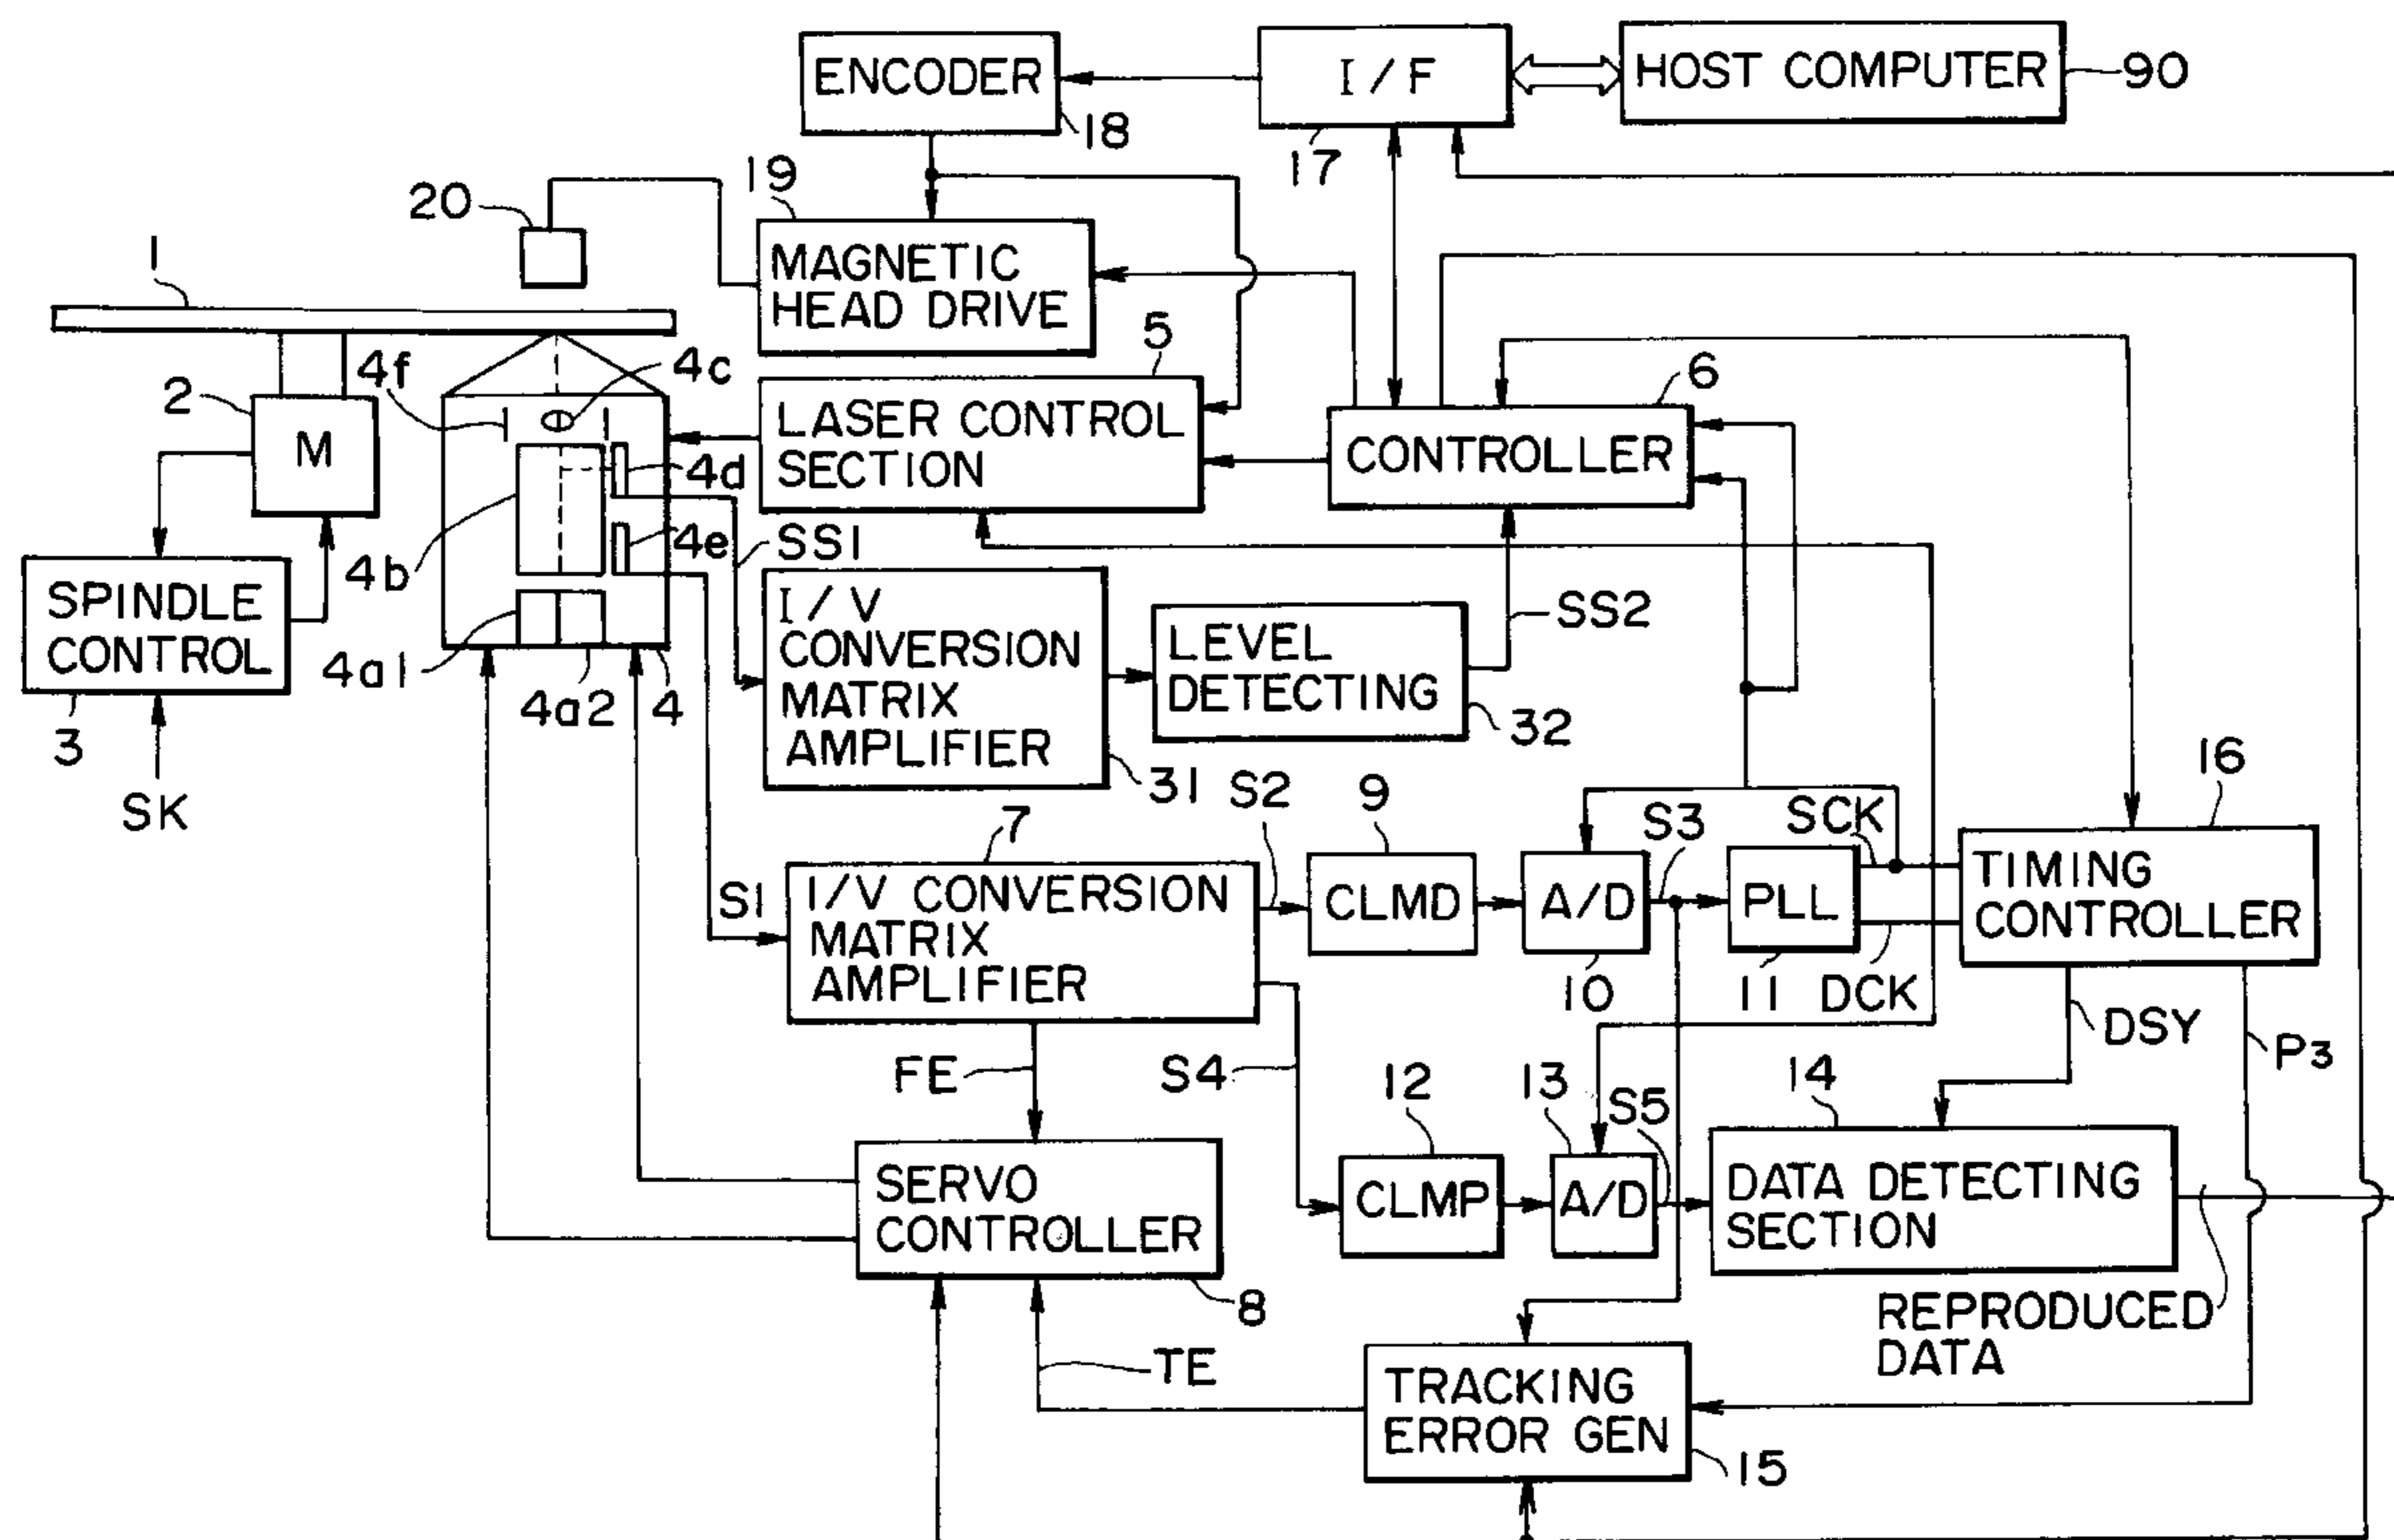 ENCODER
18
I/F
17
HOST COMPUTER
90
19
20
MAGNETIC
HEAD DRIVE
1
5
4f
4c
2
M
LASER CONTROL
SECTION
6
CONTROLLER
4d
4b
4e
SS1
SPINDLE
CONTROL
3
SK
4a1
4a2
4
I/V
CONVERSION
MATRIX
AMPLIFIER
31
LEVEL
DETECTING
32
SS2
16
7
S2
9
S3
SCK
S1
I/V CONVERSION
MATRIX
AMPLIFIER
CLMD
A/D
10
PLL
11
DCK
TIMING
CONTROLLER
DSY
P3
FE
S4
12
13
S5
14
SERVO
CONTROLLER
8
CLMP
A/D
DATA DETECTING
SECTION
REPRODUCED
DATA
TE
TRACKING
ERROR GEN
15